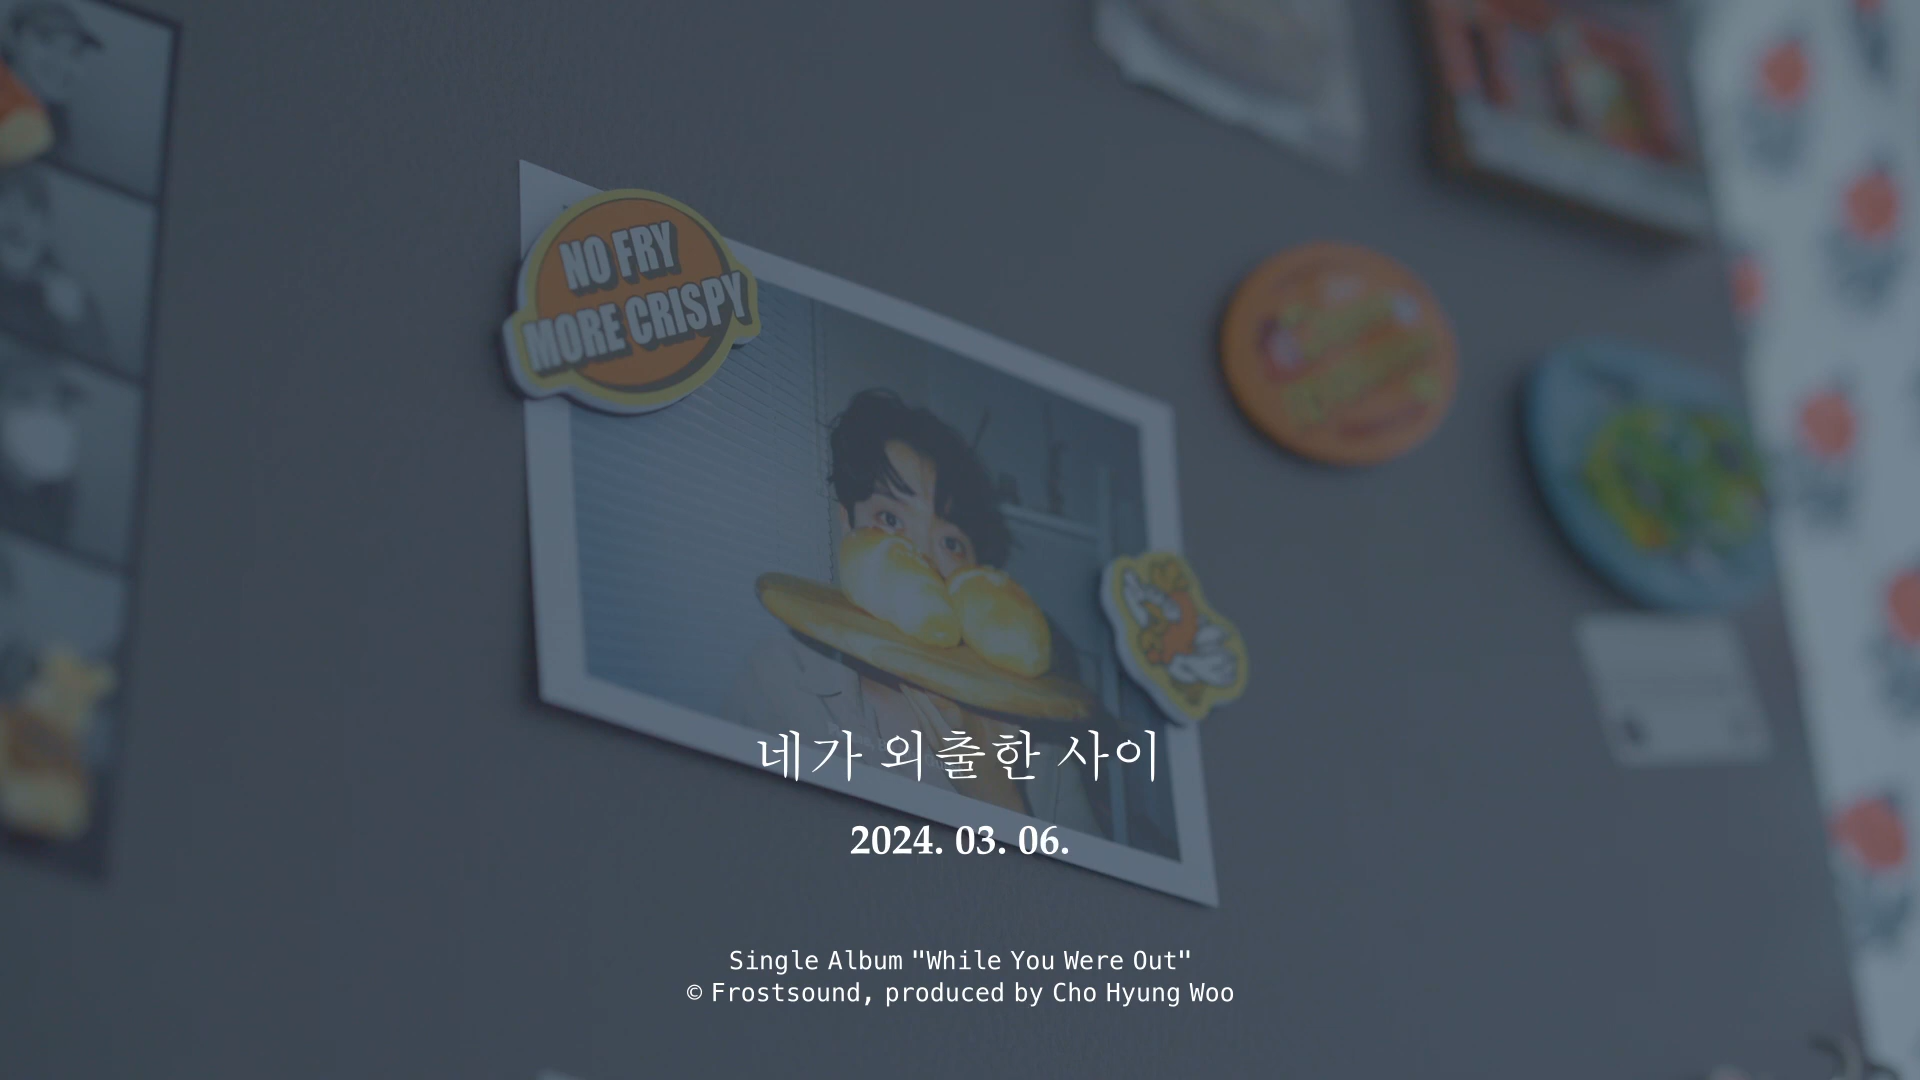 NO FRY
MORE CRISPY
네가 외출한 사이
2024. 03. 06.
Single Album "While You Were Out"
© Frostsound, produced by Cho Hyung Woo